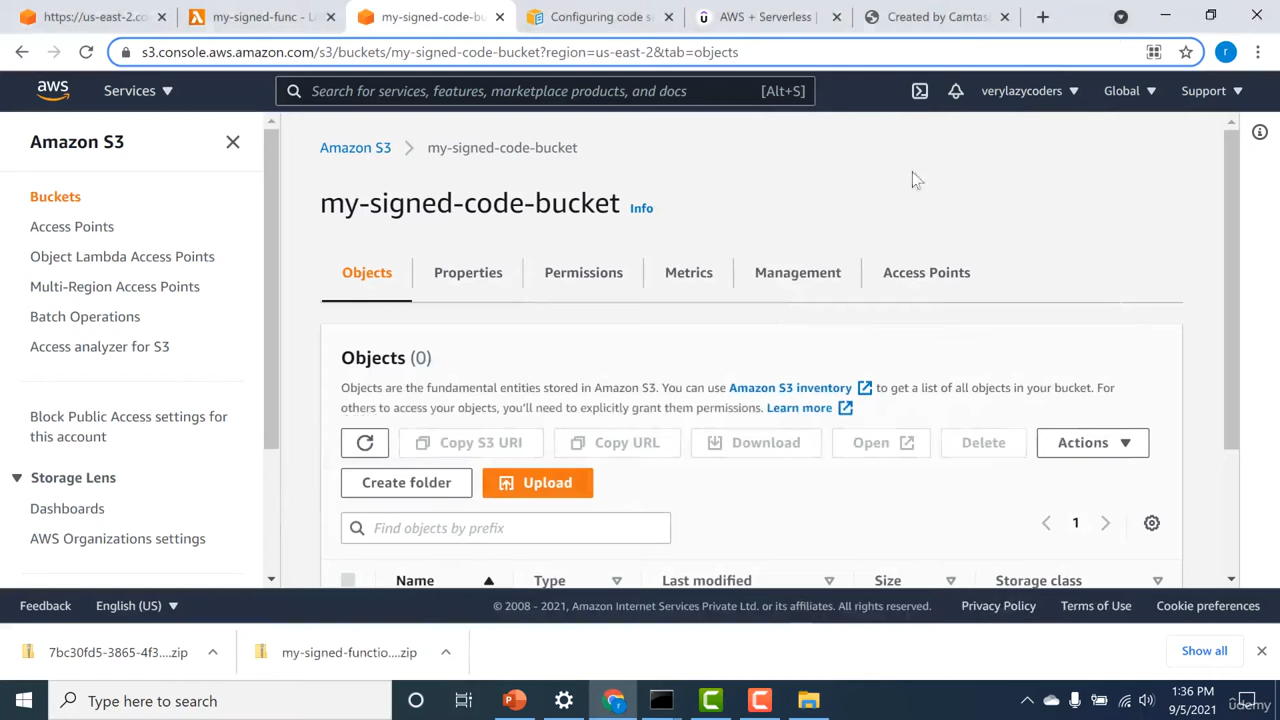 https://us-east-2.co
my-signed-func - L
my-signed-code-bu
Configuring code s
AWS + Serverless
Created by Camtas
s3.console.aws.amazon.com/s3/buckets/my-signed-code-bucket?region=us-east-2&tab=objects
r
aws
Services
Search for services, features, marketplace products, and docs
[Alt+S]
verylazycoders
Global
Support
Amazon S3
Buckets
Access Points
Object Lambda Access Points
Multi-Region Access Points
Batch Operations
Access analyzer for S3
Block Public Access settings for
this account
Storage Lens
Dashboards
AWS Organizations settings
Amazon S3
my-signed-code-bucket
my-signed-code-bucket
Info
Objects
Properties
Permissions
Metrics
Management
Access Points
Objects (0)
Objects are the fundamental entities stored in Amazon S3. You can use Amazon S3 inventory to get a list of all objects in your bucket. For
others to access your objects, you'll need to explicitly grant them permissions. Learn more
Copy S3 URI
Copy URL
Download
Open
Delete
Actions
Create folder
Upload
Find objects by prefix
1
Name
Type
Last modified
Size
Storage class
Feedback
English (US)
© 2008 - 2021, Amazon Internet Services Private Ltd. or its affiliates. All rights reserved.
Privacy Policy
Terms of Use
Cookie preferences
7bc30fd5-3865-4f3....zip
my-signed-functio....zip
Show all
Type here to search
1:36 PM
9/5/2021
udemy